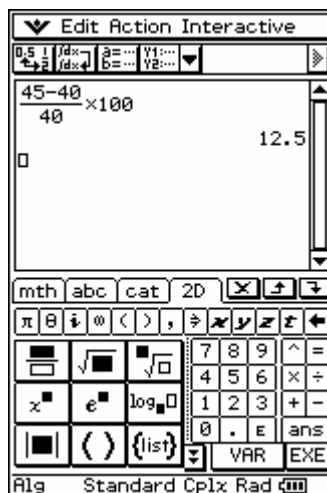 Edit Action Interactive
45-40
40
×100
12.5
mth abc cat 2D
π θ i ∞ ( ) , ⇒ x y z t ←
7 8 9 ^ =
4 5 6 × ÷
x■ e■ log■□ 1 2 3 + -
|■| ( ) {list} 0 . E ans
VAR EXE
Alg Standard Cplx Rad